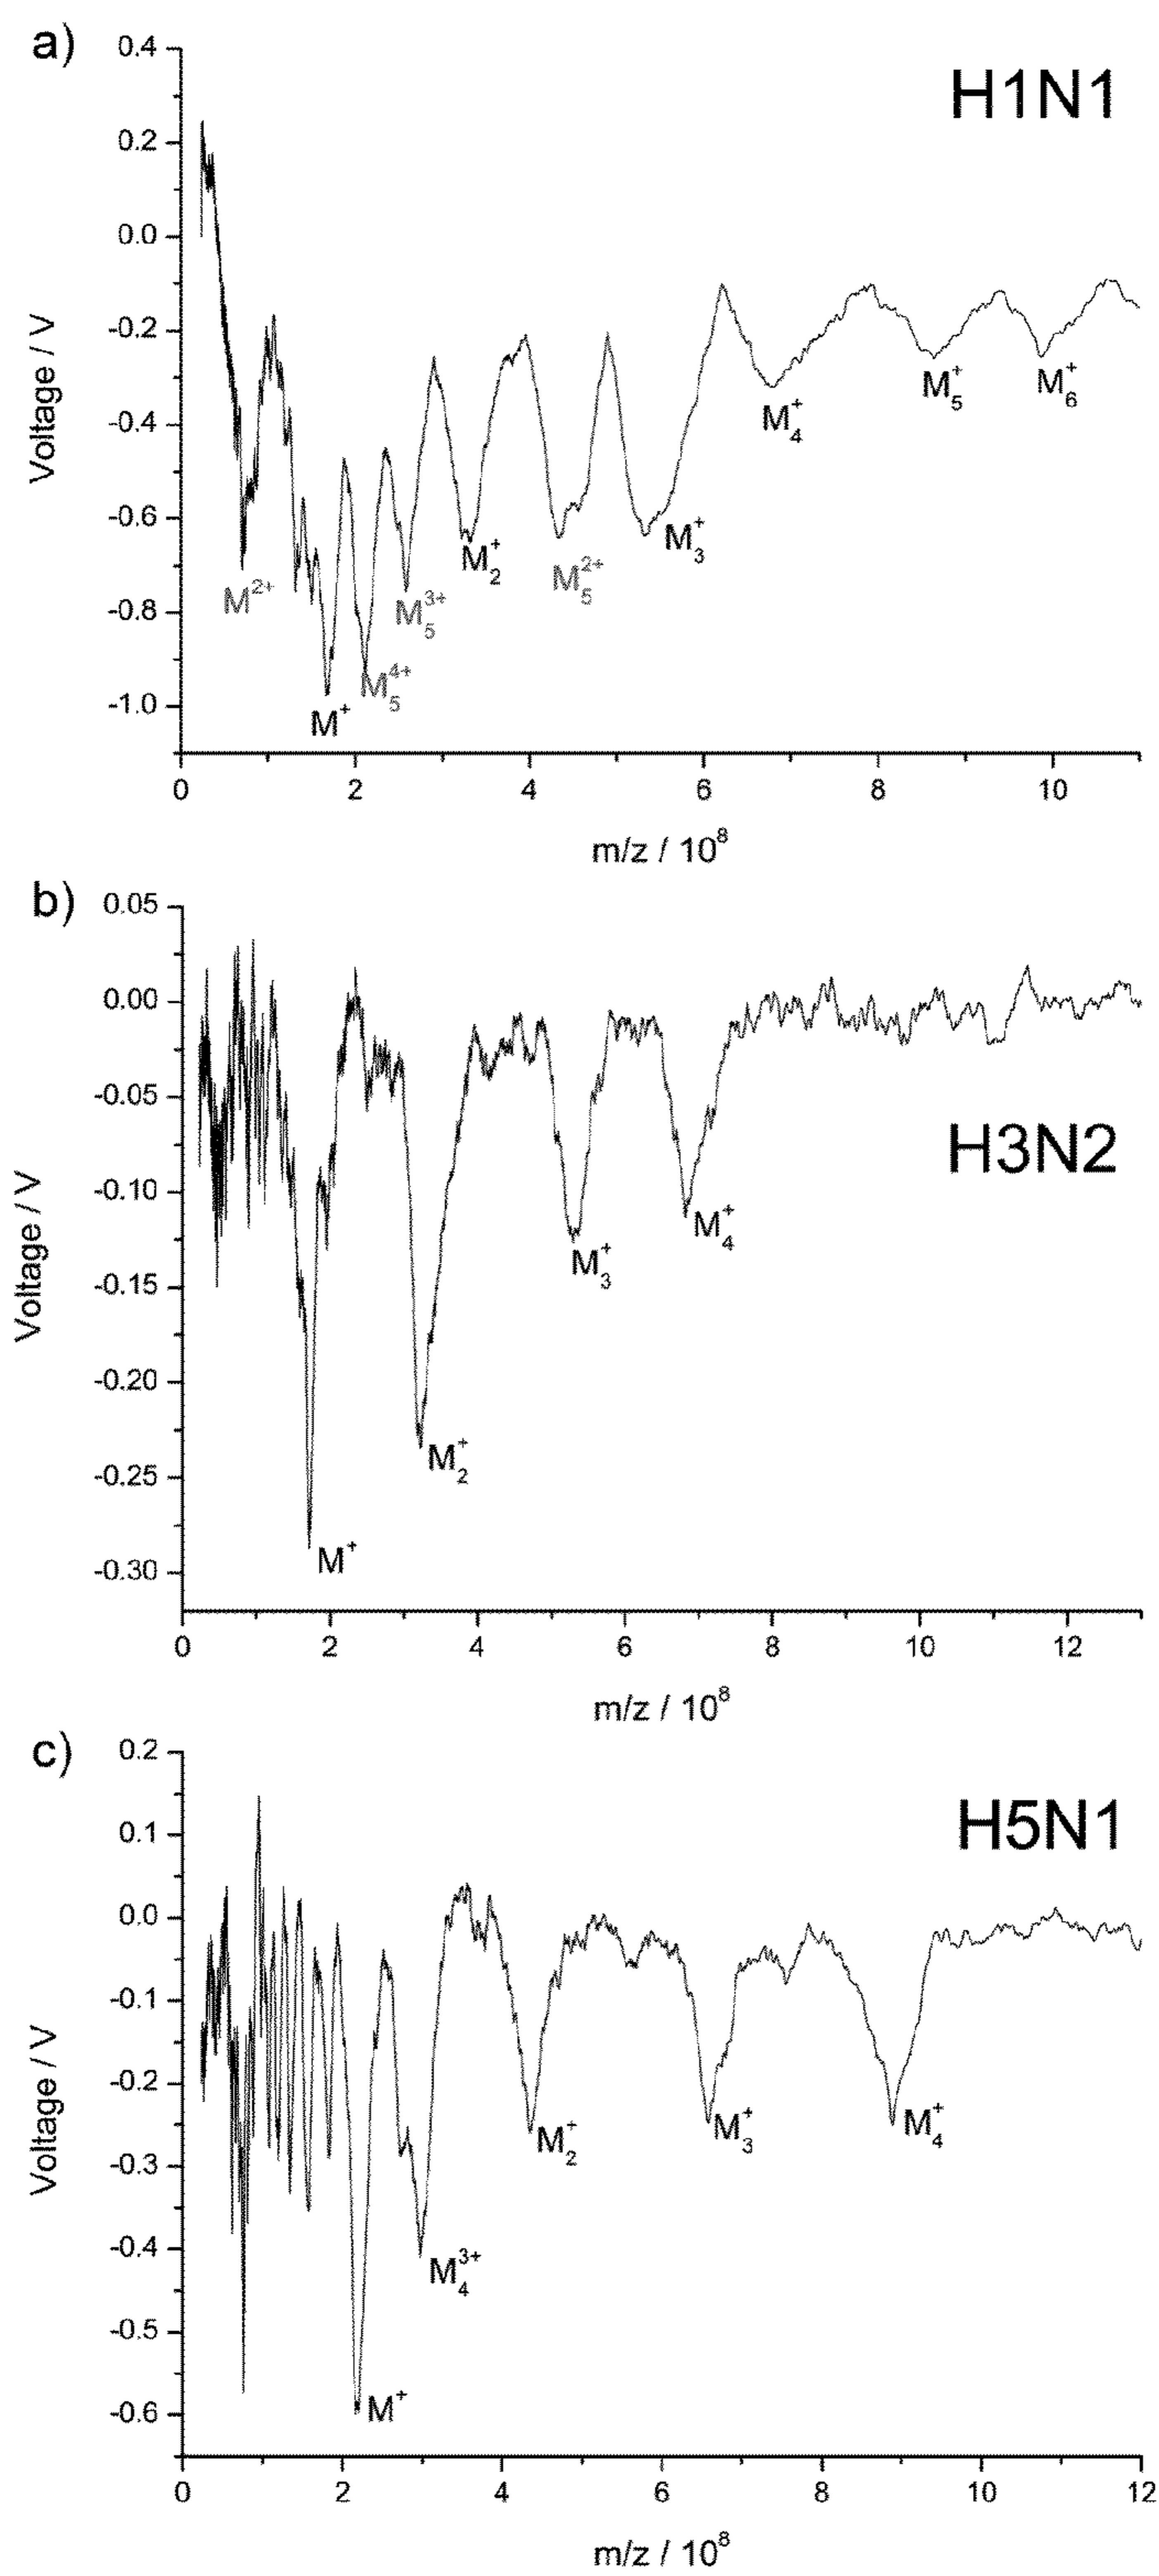 a)
H1N1
0.4
0.2
0.0
-0.2
-0.4
-0.6
-0.8
-1.0
Voltage / V
M²⁺
M⁺
M₅⁴⁺
M₅³⁺
M₂⁺
M₅²⁺
M₃⁺
M₄⁺
M₅⁺
M₆⁺
0 2 4 6 8 10
m/z / 10⁸
b)
H3N2
0.05
0.00
-0.05
-0.10
-0.15
-0.20
-0.25
-0.30
Voltage / V
M⁺
M₂⁺
M₃⁺
M₄⁺
0 2 4 6 8 10 12
m/z / 10⁸
c)
H5N1
0.2
0.1
0.0
-0.1
-0.2
-0.3
-0.4
-0.5
-0.6
Voltage / V
M⁺
M₄³⁺
M₂⁺
M₃⁺
M₄⁺
0 2 4 6 8 10 12
m/z / 10⁸